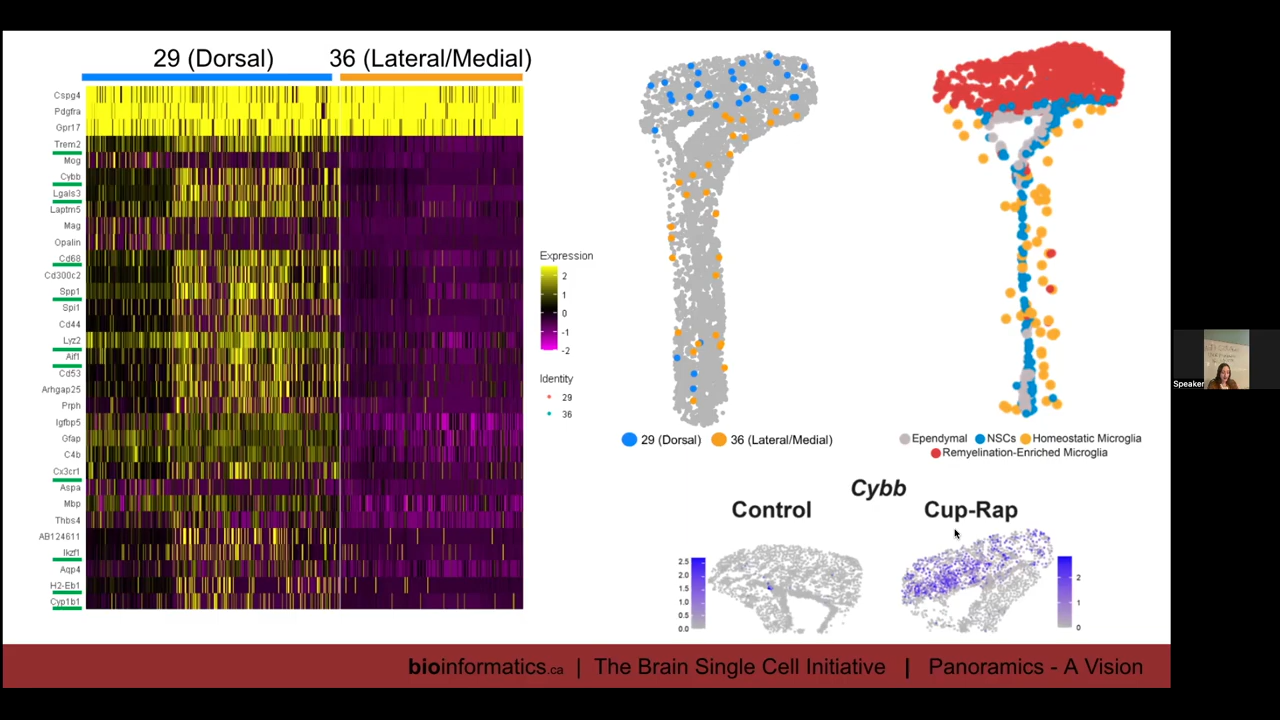 29 (Dorsal)
36 (Lateral/Medial)
Cspg4
Pdgfra
Gpr17
Trem2
Mog
Cybb
Lgals3
Laptm5
Mag
Opalin
Cd68
Cd300c2
Spp1
Spi1
Cd44
Lyz2
Aif1
Cd53
Arhgap25
Prph
Igfbp5
Gfap
C4b
Cx3cr1
Aspa
Mbp
Thbs4
AB124611
Ikzf1
Aqp4
H2-Eb1
Cyp1b1
Expression
2
1
0
-1
-2
Identity
29
36
29 (Dorsal) 36 (Lateral/Medial)
Ependymal NSCs Homeostatic Microglia
Remyelination-Enriched Microglia
Cybb
Control
Cup-Rap
2.5
2.0
1.5
1.0
0.5
0.0
2
1
0
bioinformatics.ca | The Brain Single Cell Initiative | Panoramics - A Vision
Speaker